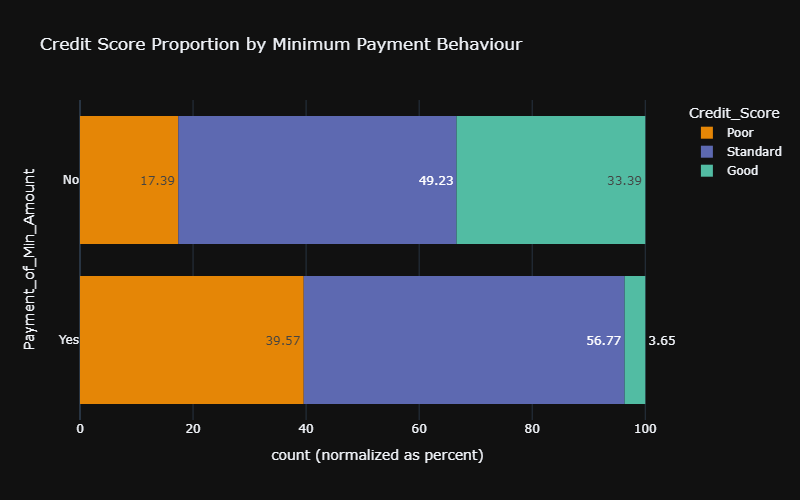 Credit Score Proportion by Minimum Payment Behaviour
Credit_Score
Poor
Standard
Good
Payment_of_Min_Amount
No
17.39
49.23
33.39
Yes
39.57
56.77
3.65
0 20 40 60 80 100
count (normalized as percent)